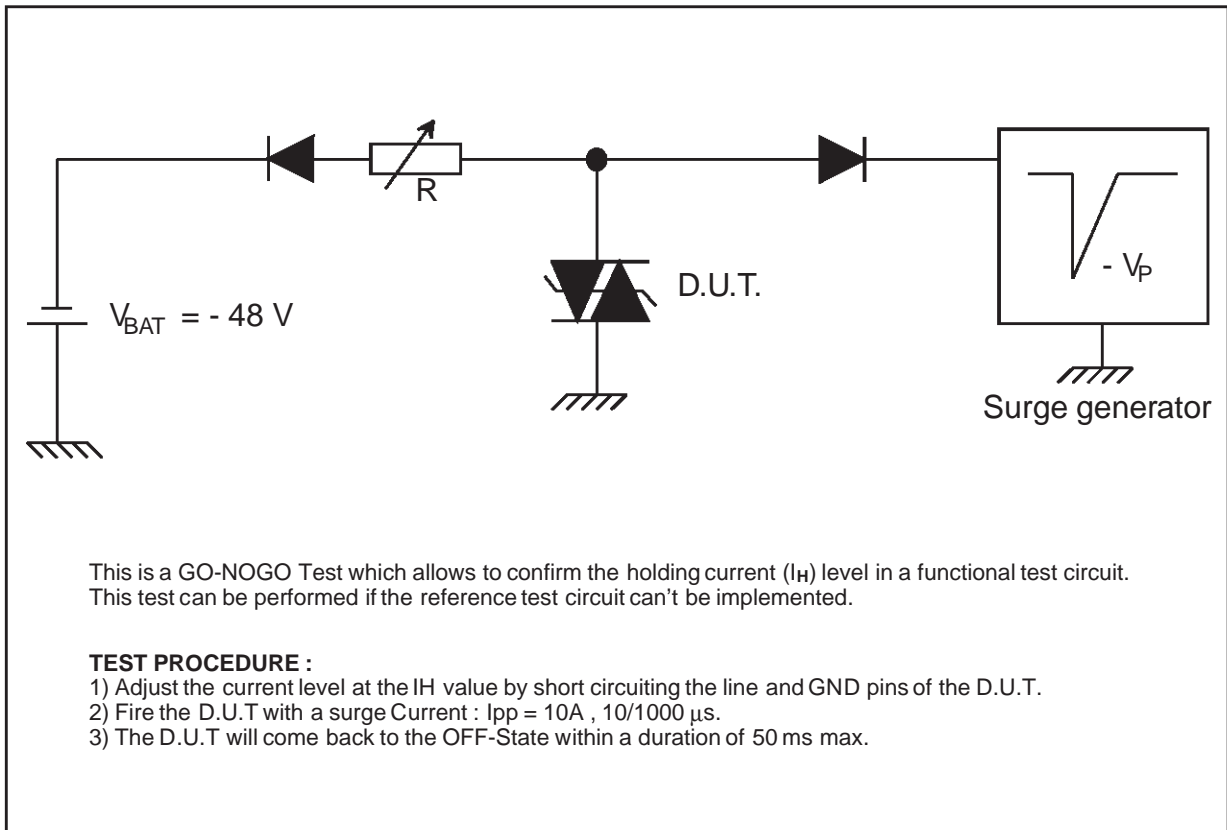 R
V_BAT = - 48 V
D.U.T.
- V_P
Surge generator
This is a GO-NOGO Test which allows to confirm the holding current (I_H) level in a functional test circuit.
This test can be performed if the reference test circuit can't be implemented.
TEST PROCEDURE :
1) Adjust the current level at the IH value by short circuiting the line and GND pins of the D.U.T.
2) Fire the D.U.T with a surge Current : Ipp = 10A , 10/1000 μs.
3) The D.U.T will come back to the OFF-State within a duration of 50 ms max.